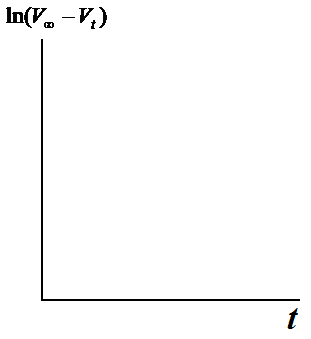 ln(V∞ – Vt)
t